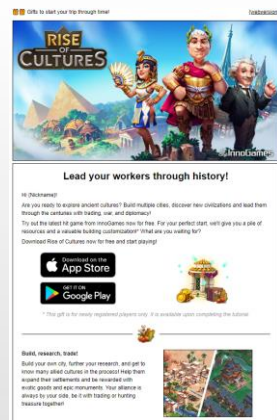 Gifts to start your trip through time!
RISE
OF
CULTURES
InnoGames
Lead your workers through history!
Hi {Nickname}!
Are you ready to explore ancient cultures? Build multiple cities, discover new civilizations and lead
them through the centuries with trading, war, and diplomacy!
Try out the latest hit game from InnoGames now for free. For your perfect start, we'll give you a pile of
resources and a valuable building customization!* What are you waiting for?
Download Rise of Cultures now for free and start playing!
Download on the
App Store
GET IT ON
Google Play
* This gift is for newly registered players only. It is available upon completing the tutorial.
Build, research, trade!
Build your own city, further your research, and get to
know many allied cultures in the process! Help them
expand their settlements and be rewarded with
exotic goods and epic monuments. Your alliance is
always by your side, be it with trading or hunting
treasure together!